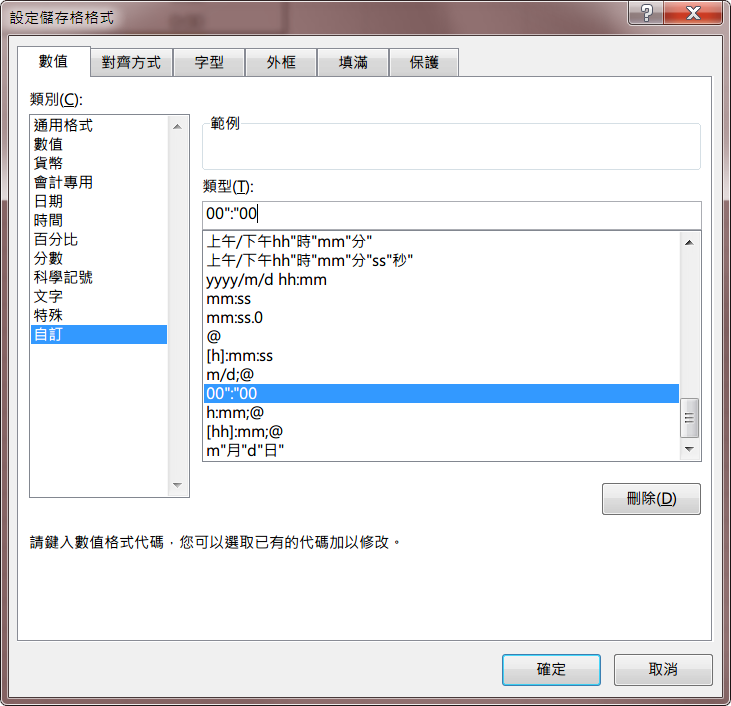 設定儲存格格式
數值 對齊方式 字型 外框 填滿 保護
類別(C):
通用格式
數值
貨幣
會計專用
日期
時間
百分比
分數
科學記號
文字
特殊
自訂
範例
類型(T):
00":"00
上午/下午hh"時"mm"分"
上午/下午hh"時"mm"分"ss"秒"
yyyy/m/d hh:mm
mm:ss
mm:ss.0
@
[h]:mm:ss
m/d;@
00":"00
h:mm;@
[hh]:mm;@
m"月"d"日"
刪除(D)
請鍵入數值格式代碼，您可以選取已有的代碼加以修改。
確定 取消